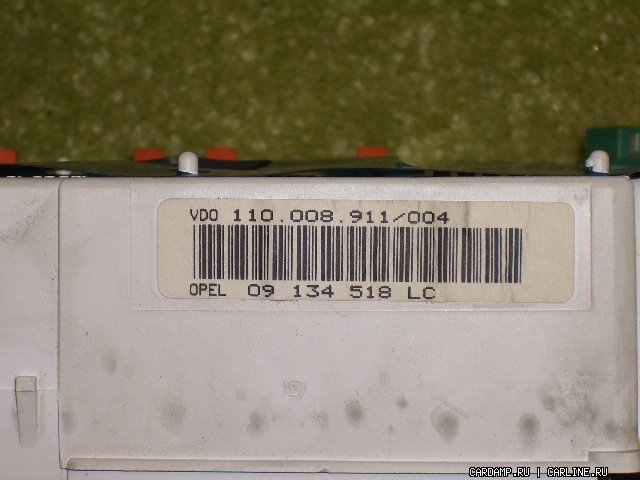 VDO 110.008.911/004
OPEL 09 134 518 LC
CARDAMP.RU | CARLINE.RU